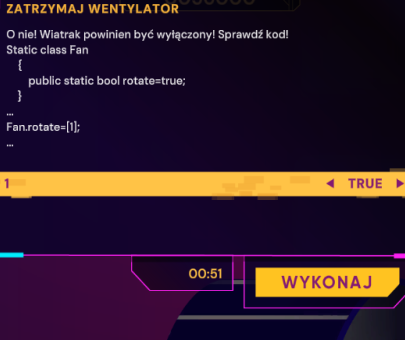 ZATRZYMAJ WENTYLATOR
O nie! Wiatrak powinien być wyłączony! Sprawdź kod!
Static class Fan
{
public static bool rotate=true;
}
...
Fan.rotate=[1];
...
1 ◀ TRUE ▶
00:51
WYKONAJ